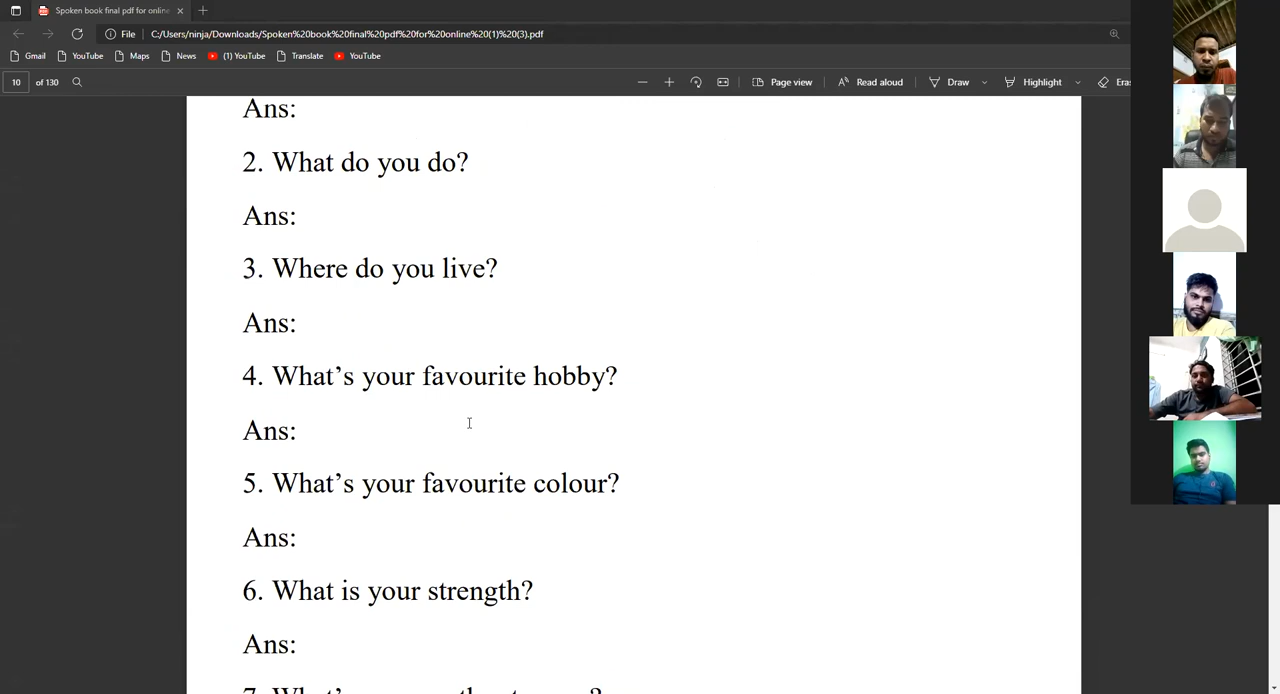 Spoken book final pdf for online
File C:/Users/ninja/Downloads/Spoken%20book%20final%20pdf%20for%20online%20(1)%20(3).pdf
Gmail YouTube Maps News (1) YouTube Translate YouTube
10 of 130 Page view Read aloud Draw Highlight Eras
Ans:
2. What do you do?
Ans:
3. Where do you live?
Ans:
4. What’s your favourite hobby?
Ans:
5. What’s your favourite colour?
Ans:
6. What is your strength?
Ans:
7. What’s